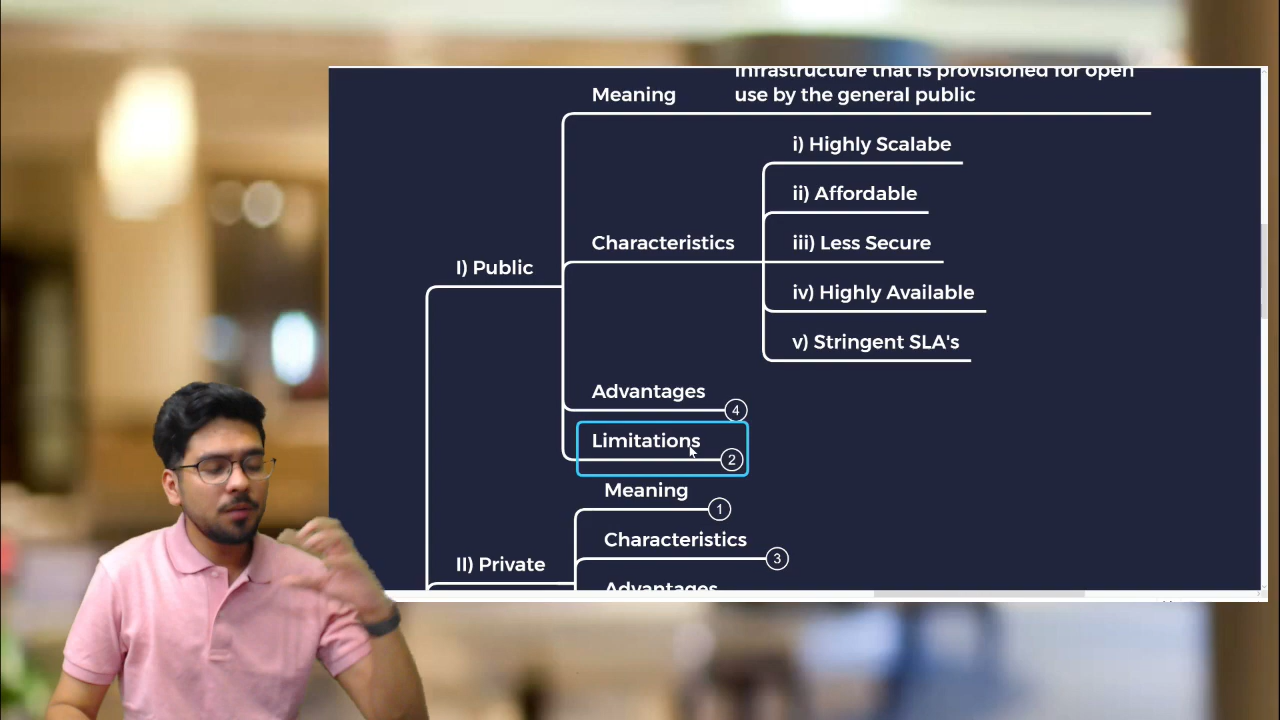 Infrastructure that is provisioned for open
Meaning
use by the general public
i) Highly Scalabe
ii) Affordable
Characteristics
iii) Less Secure
I) Public
iv) Highly Available
v) Stringent SLA's
Advantages
4
Limitations
2
Meaning
1
Characteristics
3
II) Private
Advantages